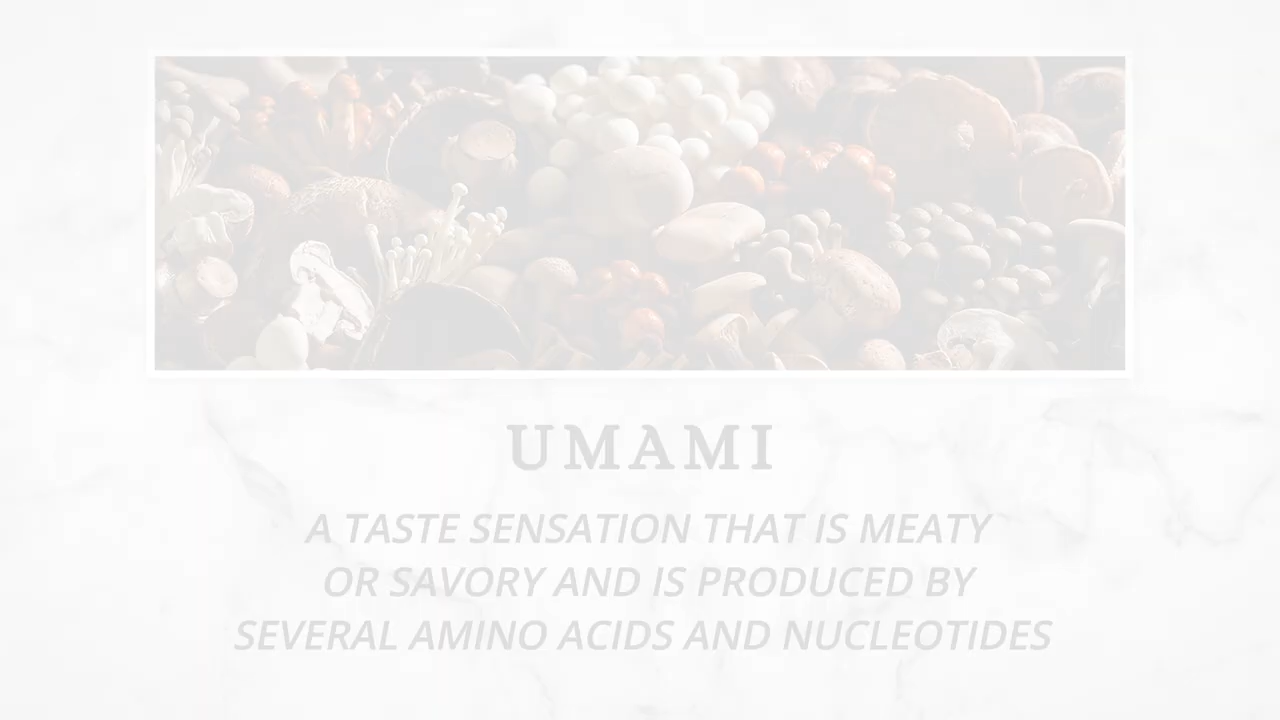 UMAMI
A TASTE SENSATION THAT IS MEATY
OR SAVORY AND IS PRODUCED BY
SEVERAL AMINO ACIDS AND NUCLEOTIDES